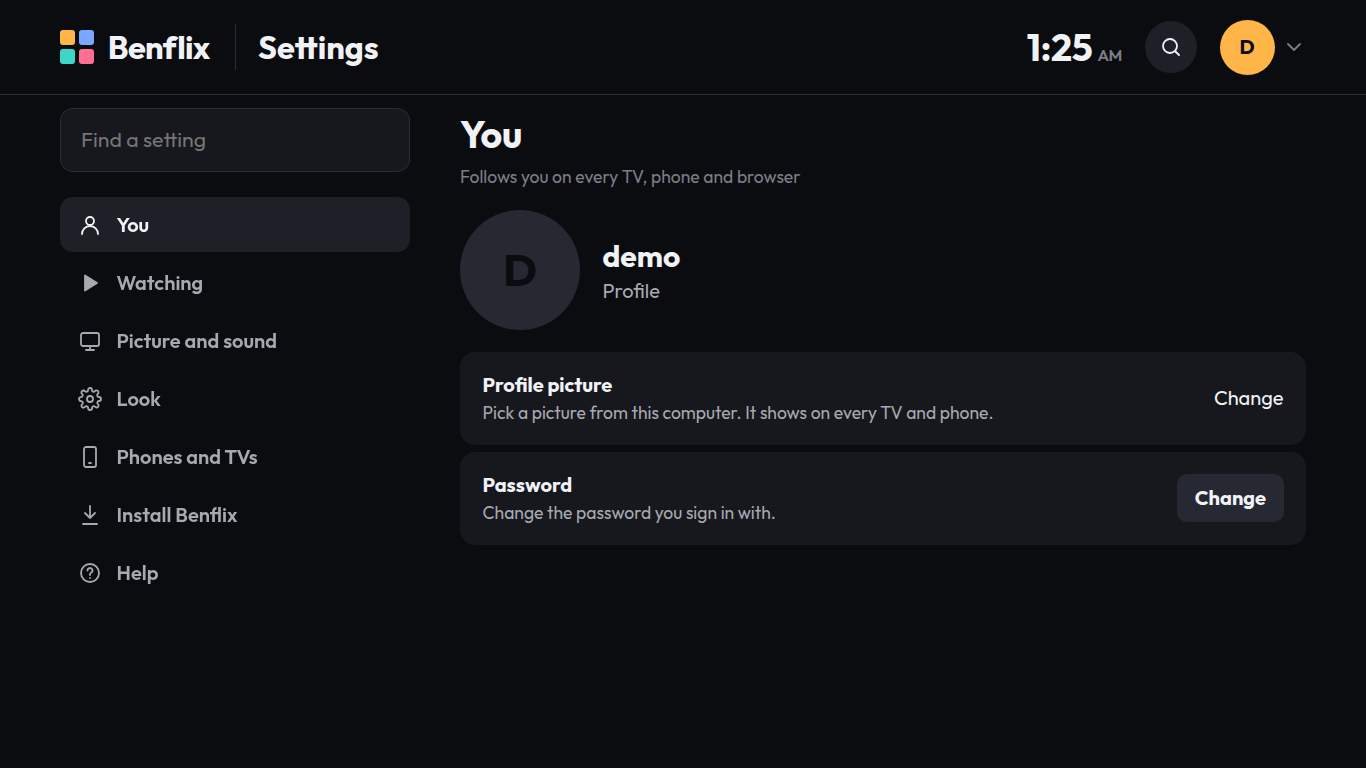 Benflix
Settings
1:25 AM
D
Find a setting
You
Watching
Picture and sound
Look
Phones and TVs
Install Benflix
Help
You
Follows you on every TV, phone and browser
D
demo
Profile
Profile picture
Pick a picture from this computer. It shows on every TV and phone.
Change
Password
Change the password you sign in with.
Change